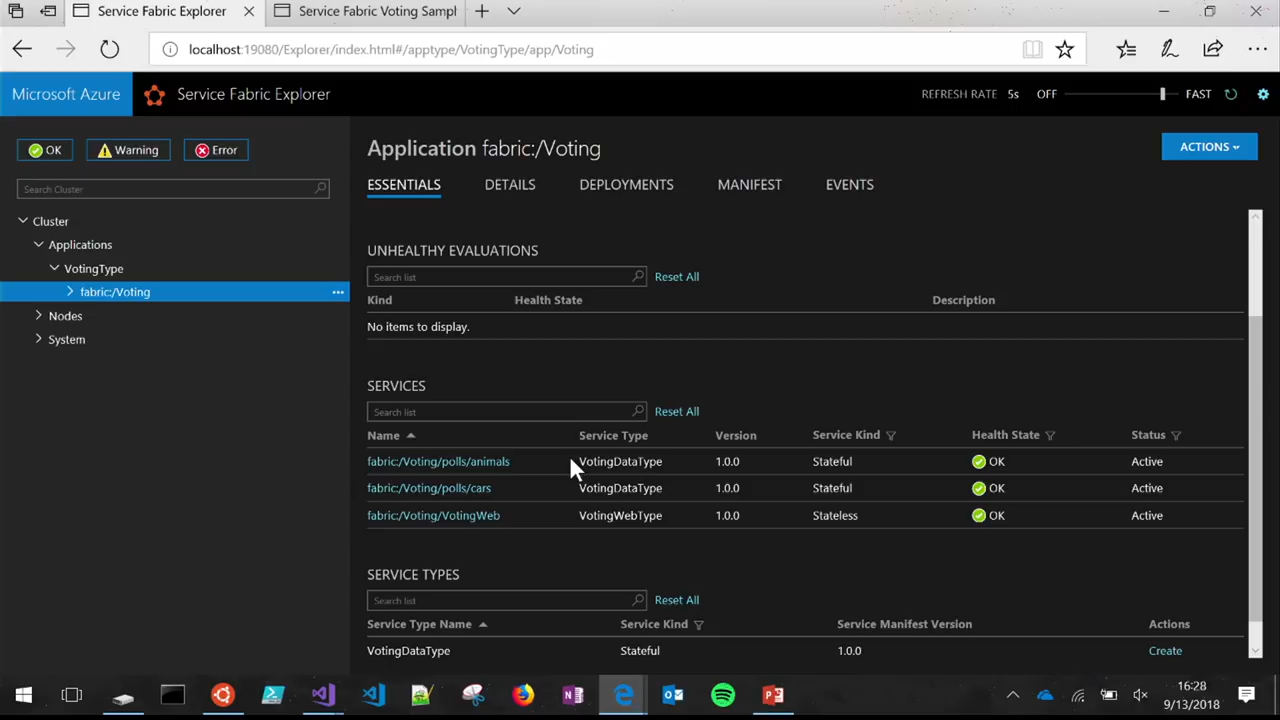 Service Fabric Explorer
Service Fabric Voting Sampl
localhost:19080/Explorer/index.html#/apptype/VotingType/app/Voting
Microsoft Azure
Service Fabric Explorer
REFRESH RATE 5s OFF FAST
OK
Warning
Error
Search Cluster
Cluster
Applications
VotingType
fabric:/Voting
Nodes
System
Application fabric:/Voting
ACTIONS
ESSENTIALS DETAILS DEPLOYMENTS MANIFEST EVENTS
UNHEALTHY EVALUATIONS
Search list Reset All
Kind Health State Description
No items to display.
SERVICES
Search list Reset All
Name Service Type Version Service Kind Health State Status
fabric:/Voting/polls/animals VotingDataType 1.0.0 Stateful OK Active
fabric:/Voting/polls/cars VotingDataType 1.0.0 Stateful OK Active
fabric:/Voting/VotingWeb VotingWebType 1.0.0 Stateless OK Active
SERVICE TYPES
Search list Reset All
Service Type Name Service Kind Service Manifest Version Actions
VotingDataType Stateful 1.0.0 Create
16:28
9/13/2018